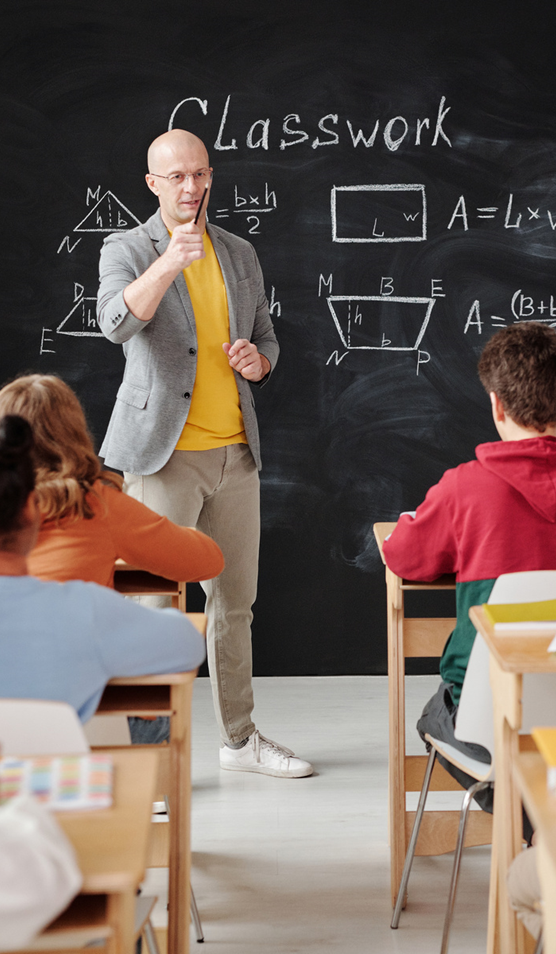 Classwork
M h b = b×h / 2
N
L w A = L×w
D h
E
M B E
h b A = (B+b
N P
h